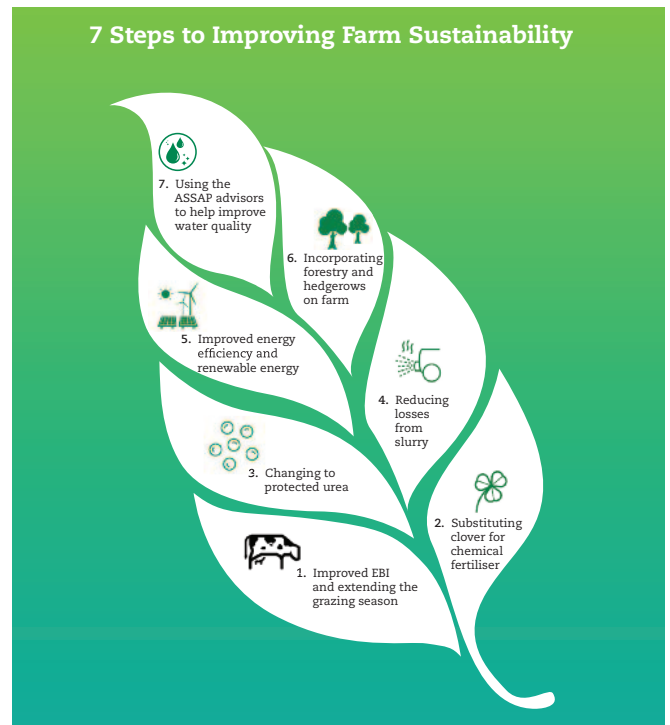 7 Steps to Improving Farm Sustainability
7. Using the
ASSAP advisors
to help improve
water quality
6. Incorporating
forestry and
hedgerows
on farm
5. Improved energy
efficiency and
renewable energy
4. Reducing
losses
from
slurry
3. Changing to
protected urea
2. Substituting
clover for
chemical
fertiliser
1. Improved EBI
and extending the
grazing season